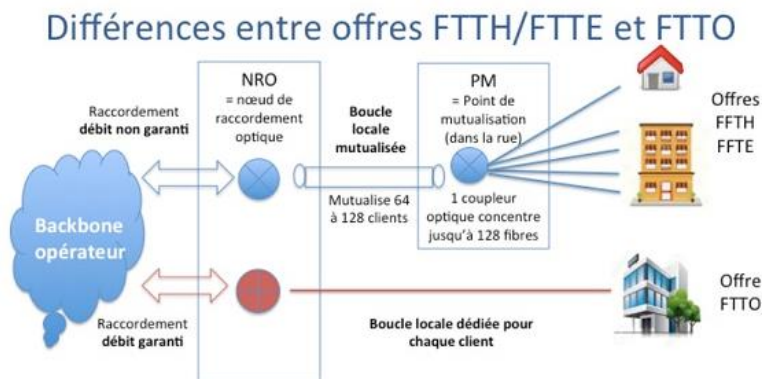 Différences entre offres FTTH/FTTE et FTTO
NRO
= nœud de
raccordement
optique
PM
= Point de
mutualisation
(dans la rue)
Raccordement
débit non garanti
Boucle
locale
mutualisée
Offres
FFTH
FFTE
Mutualise 64
à 128 clients
1 coupleur
optique concentre
jusqu'à 128 fibres
Backbone
opérateur
Raccordement
débit garanti
Boucle locale dédiée pour
chaque client
Offre
FTTO